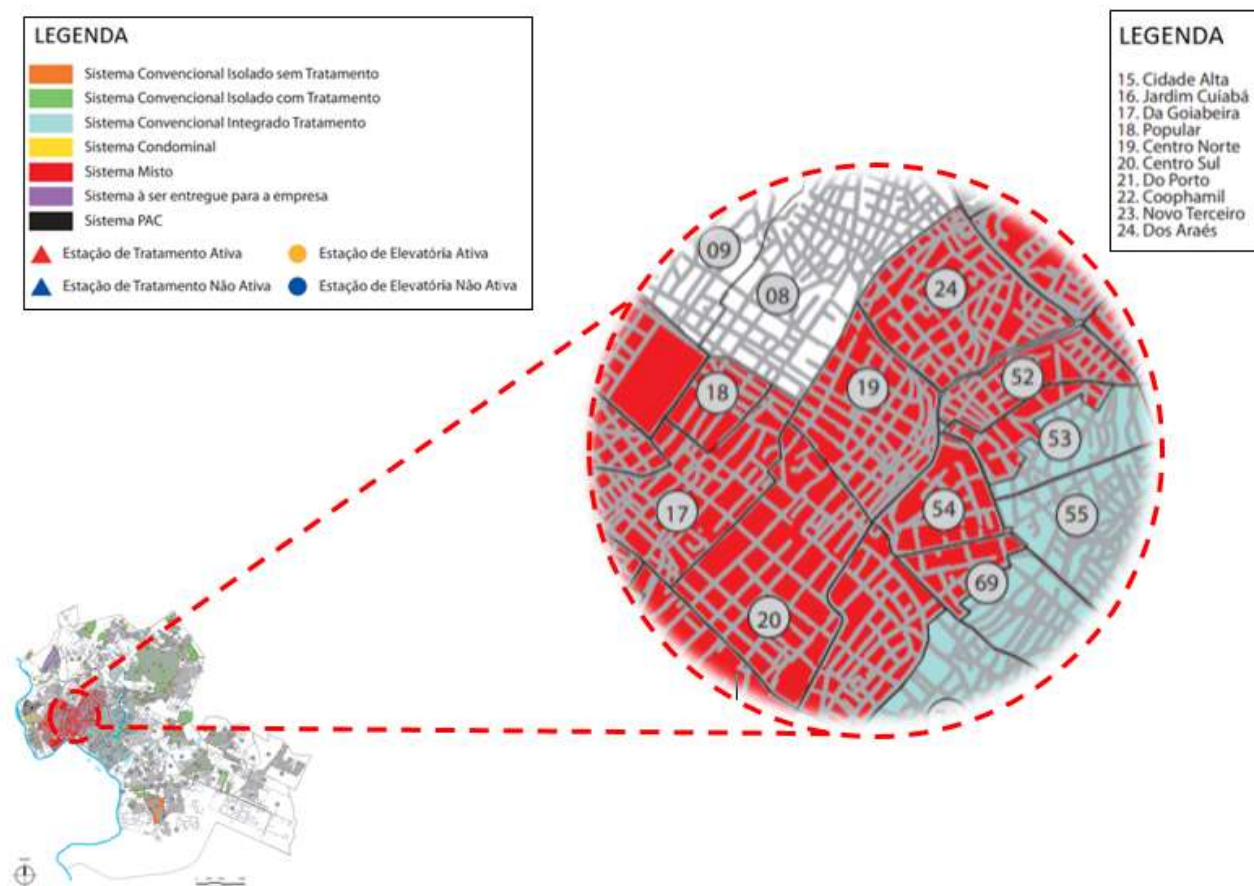 LEGENDA
Sistema Convencional Isolado sem Tratamento
Sistema Convencional Isolado com Tratamento
Sistema Convencional Integrado Tratamento
Sistema Condominal
Sistema Misto
Sistema à ser entregue para a empresa
Sistema PAC
Estação de Tratamento Ativa
Estação de Elevatória Ativa
Estação de Tratamento Não Ativa
Estação de Elevatória Não Ativa
LEGENDA
15. Cidade Alta
16. Jardim Cuiabá
17. Da Goiabeira
18. Popular
19. Centro Norte
20. Centro Sul
21. Do Porto
22. Coophamil
23. Novo Terceiro
24. Dos Araés
09
08
24
52
18
19
53
17
54
55
69
20